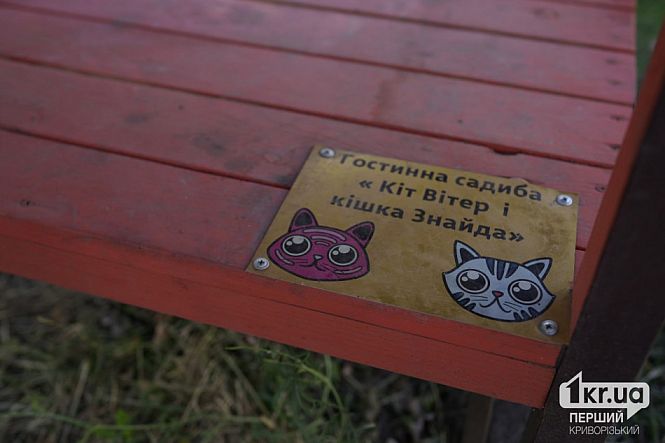 Гостинна садиба
« Кіт Вітер і
кішка Знайда»
1kr.ua
ПЕРШИЙ
КРИВОРІЗЬКИЙ